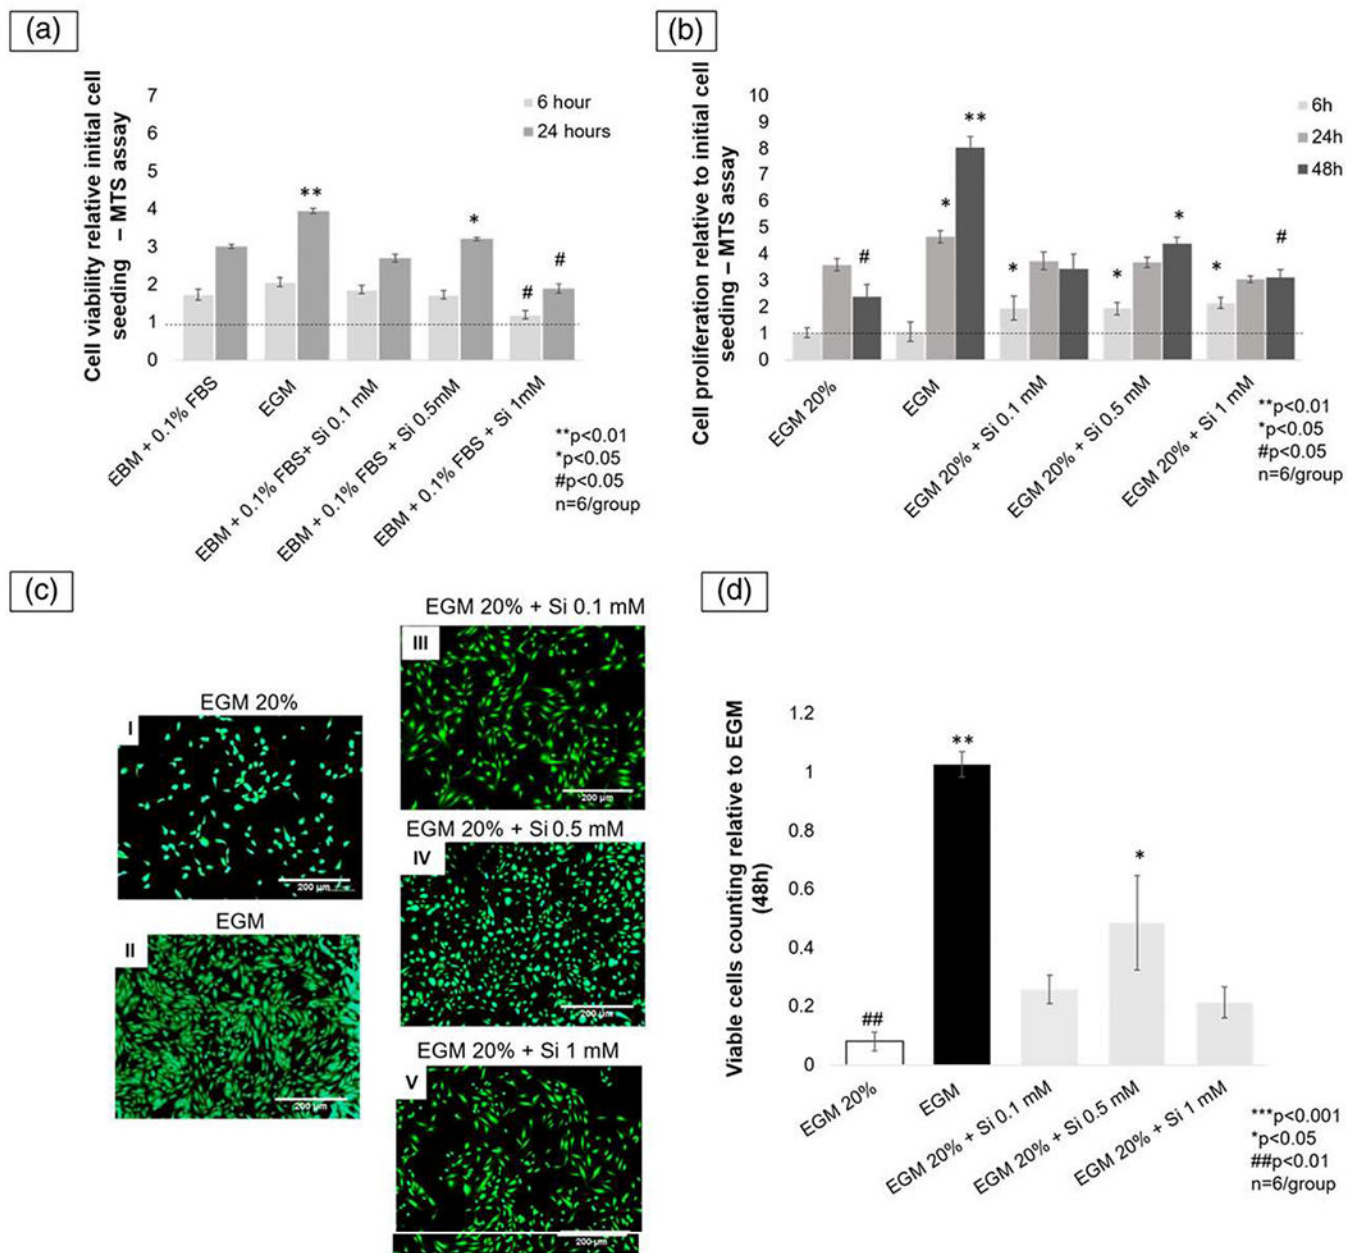 (a)
Cell viability relative initial cell
seeding – MTS assay
7
6
5
4
3
2
1
0
6 hour
24 hours
**
*
#
#
EBM + 0.1% FBS
EGM
EBM + 0.1% FBS+ Si 0.1 mM
EBM + 0.1% FBS + Si 0.5mM
EBM + 0.1% FBS + Si 1mM
**p<0.01
*p<0.05
#p<0.05
n=6/group
(b)
Cell proliferation relative to initial cell
seeding – MTS assay
10
9
8
7
6
5
4
3
2
1
0
6h
24h
48h
#
*
**
*
*
*
*
#
EGM 20%
EGM
EGM 20% + Si 0.1 mM
EGM 20% + Si 0.5 mM
EGM 20% + Si 1 mM
**p<0.01
*p<0.05
#p<0.05
n=6/group
(c)
EGM 20%
I
200 µm
EGM
II
200 µm
EGM 20% + Si 0.1 mM
III
200 µm
EGM 20% + Si 0.5 mM
IV
200 µm
EGM 20% + Si 1 mM
V
200 µm
(d)
Viable cells counting relative to EGM
(48h)
1.2
1
0.8
0.6
0.4
0.2
0
##
**
*
EGM 20%
EGM
EGM 20% + Si 0.1 mM
EGM 20% + Si 0.5 mM
EGM 20% + Si 1 mM
***p<0.001
*p<0.05
##p<0.01
n=6/group